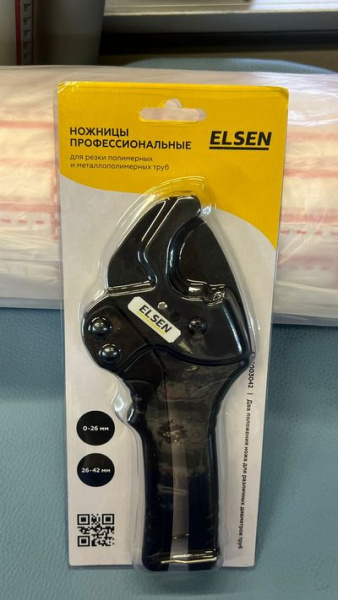 НОЖНИЦЫ
ПРОФЕССИОНАЛЬНЫЕ
для резки полимерных
и металлополимерных труб
ELSEN
ELSEN
Два положения ножа для различных диаметров труб
0-26 мм
26-42 мм